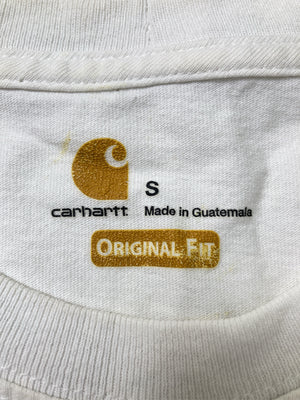 S
carhartt Made in Guatemala
ORIGINAL FIT